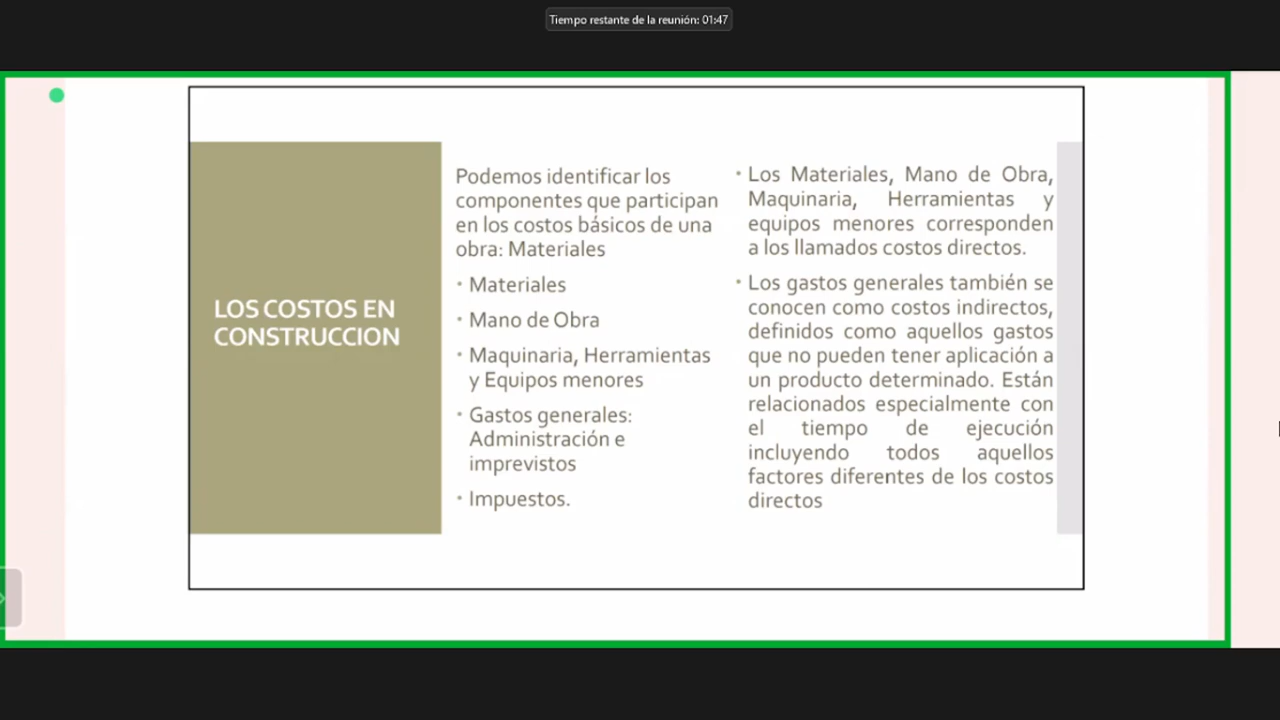 Tiempo restante de la reunión: 01:47
LOS COSTOS EN
CONSTRUCCION
Podemos identificar los
componentes que participan
en los costos básicos de una
obra: Materiales
• Materiales
• Mano de Obra
• Maquinaria, Herramientas
y Equipos menores
• Gastos generales:
Administración e
imprevistos
• Impuestos.
• Los Materiales, Mano de Obra,
Maquinaria, Herramientas y
equipos menores corresponden
a los llamados costos directos.
• Los gastos generales también se
conocen como costos indirectos,
definidos como aquellos gastos
que no pueden tener aplicación a
un producto determinado. Están
relacionados especialmente con
el tiempo de ejecución
incluyendo todos aquellos
factores diferentes de los costos
directos